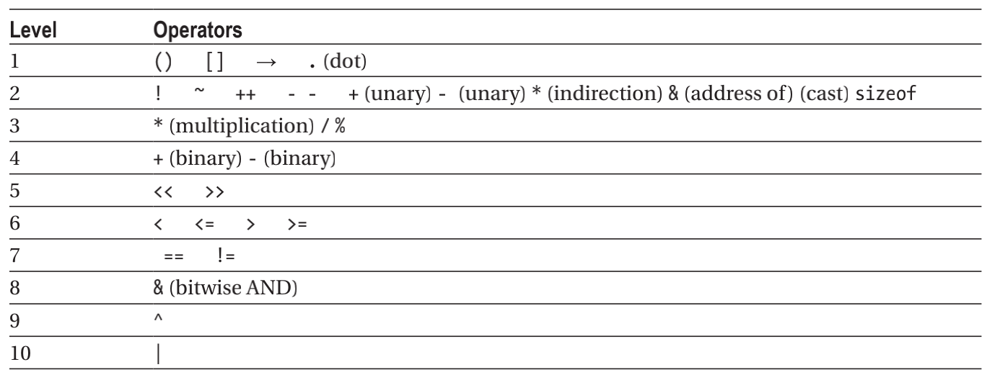 Level Operators
1 () [] → . (dot)
2 ! ~ ++ - - + (unary) - (unary) * (indirection) & (address of) (cast) sizeof
3 * (multiplication) / %
4 + (binary) - (binary)
5 << >>
6 < <= > >=
7 == !=
8 & (bitwise AND)
9 ^
10 |